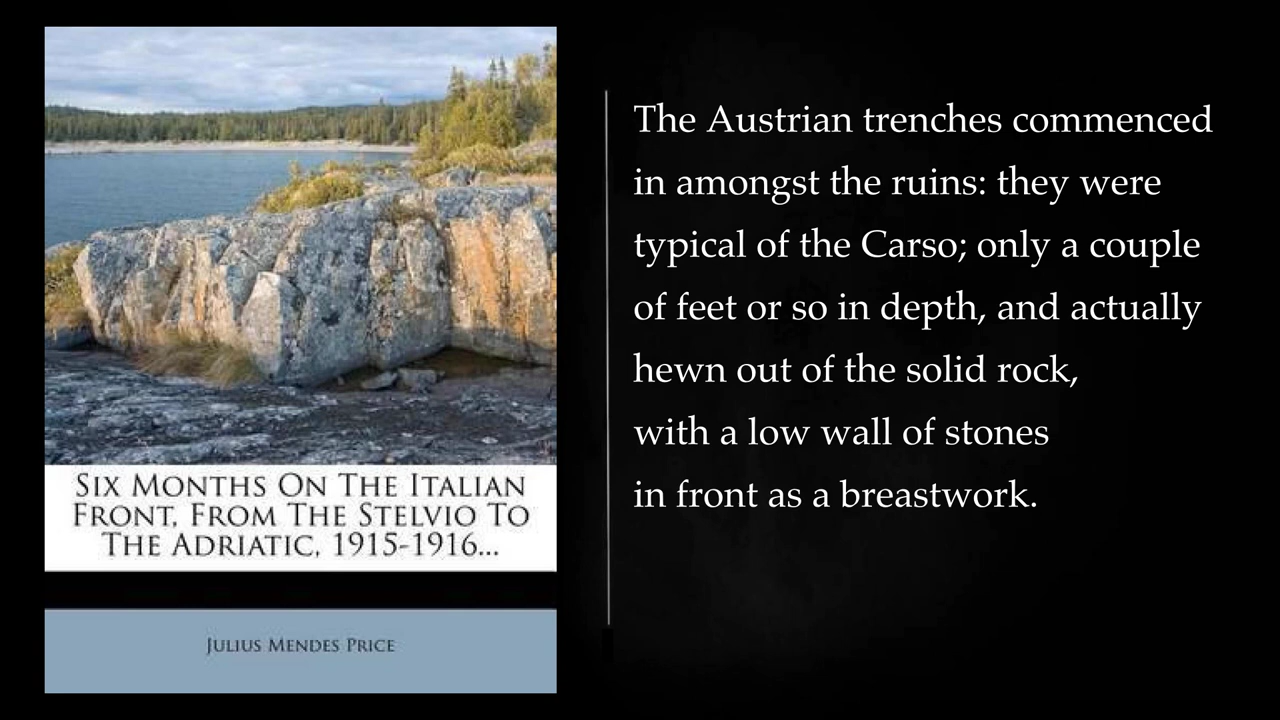 SIX MONTHS ON THE ITALIAN
FRONT, FROM THE STELVIO TO
THE ADRIATIC, 1915-1916...
JULIUS MENDES PRICE
The Austrian trenches commenced
in amongst the ruins: they were
typical of the Carso; only a couple
of feet or so in depth, and actually
hewn out of the solid rock,
with a low wall of stones
in front as a breastwork.